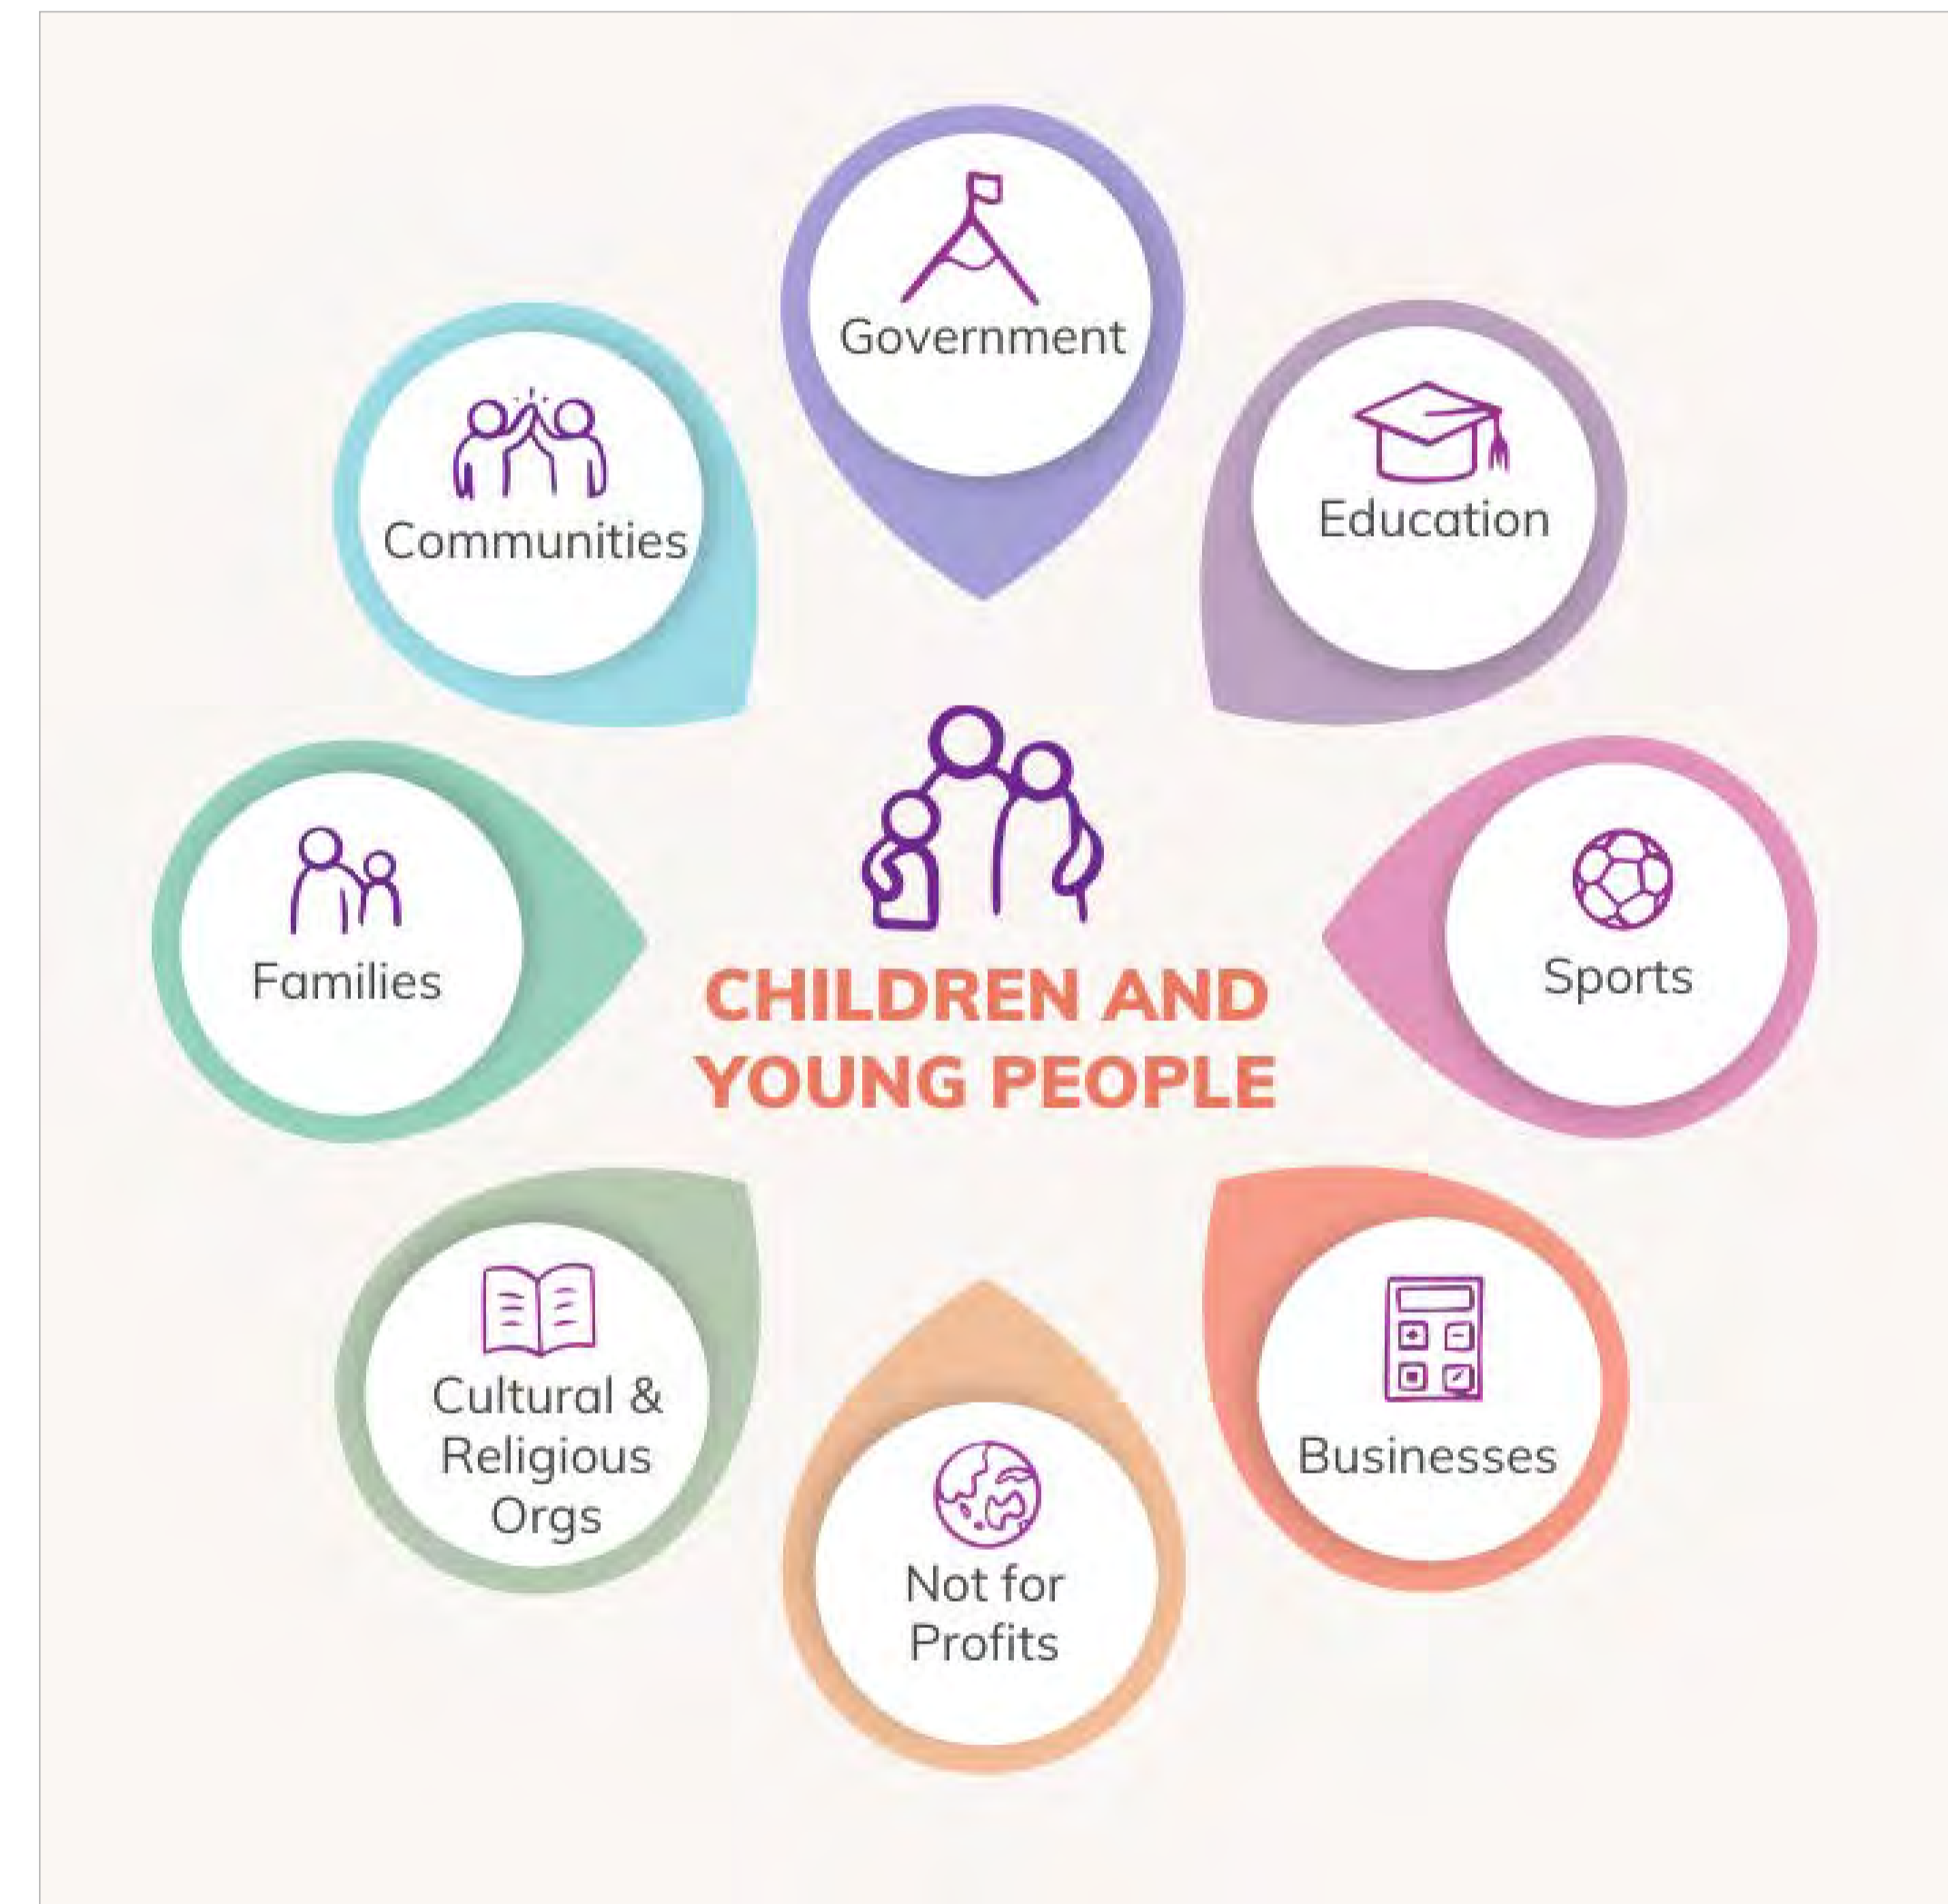 Government
Education
Sports
Businesses
Not for
Profits
Cultural &
Religious
Orgs
Families
Communities
CHILDREN AND
YOUNG PEOPLE